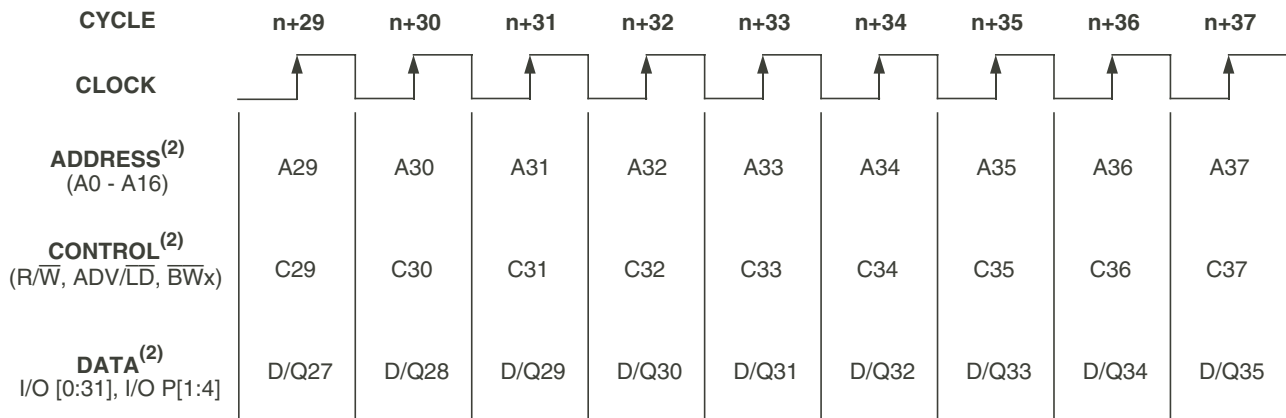 CYCLE n+29 n+30 n+31 n+32 n+33 n+34 n+35 n+36 n+37
CLOCK
ADDRESS(2)
(A0 - A16) A29 A30 A31 A32 A33 A34 A35 A36 A37
CONTROL(2)
(R/W̅, ADV/L̅D̅, B̅W̅x) C29 C30 C31 C32 C33 C34 C35 C36 C37
DATA(2)
I/O [0:31], I/O P[1:4] D/Q27 D/Q28 D/Q29 D/Q30 D/Q31 D/Q32 D/Q33 D/Q34 D/Q35